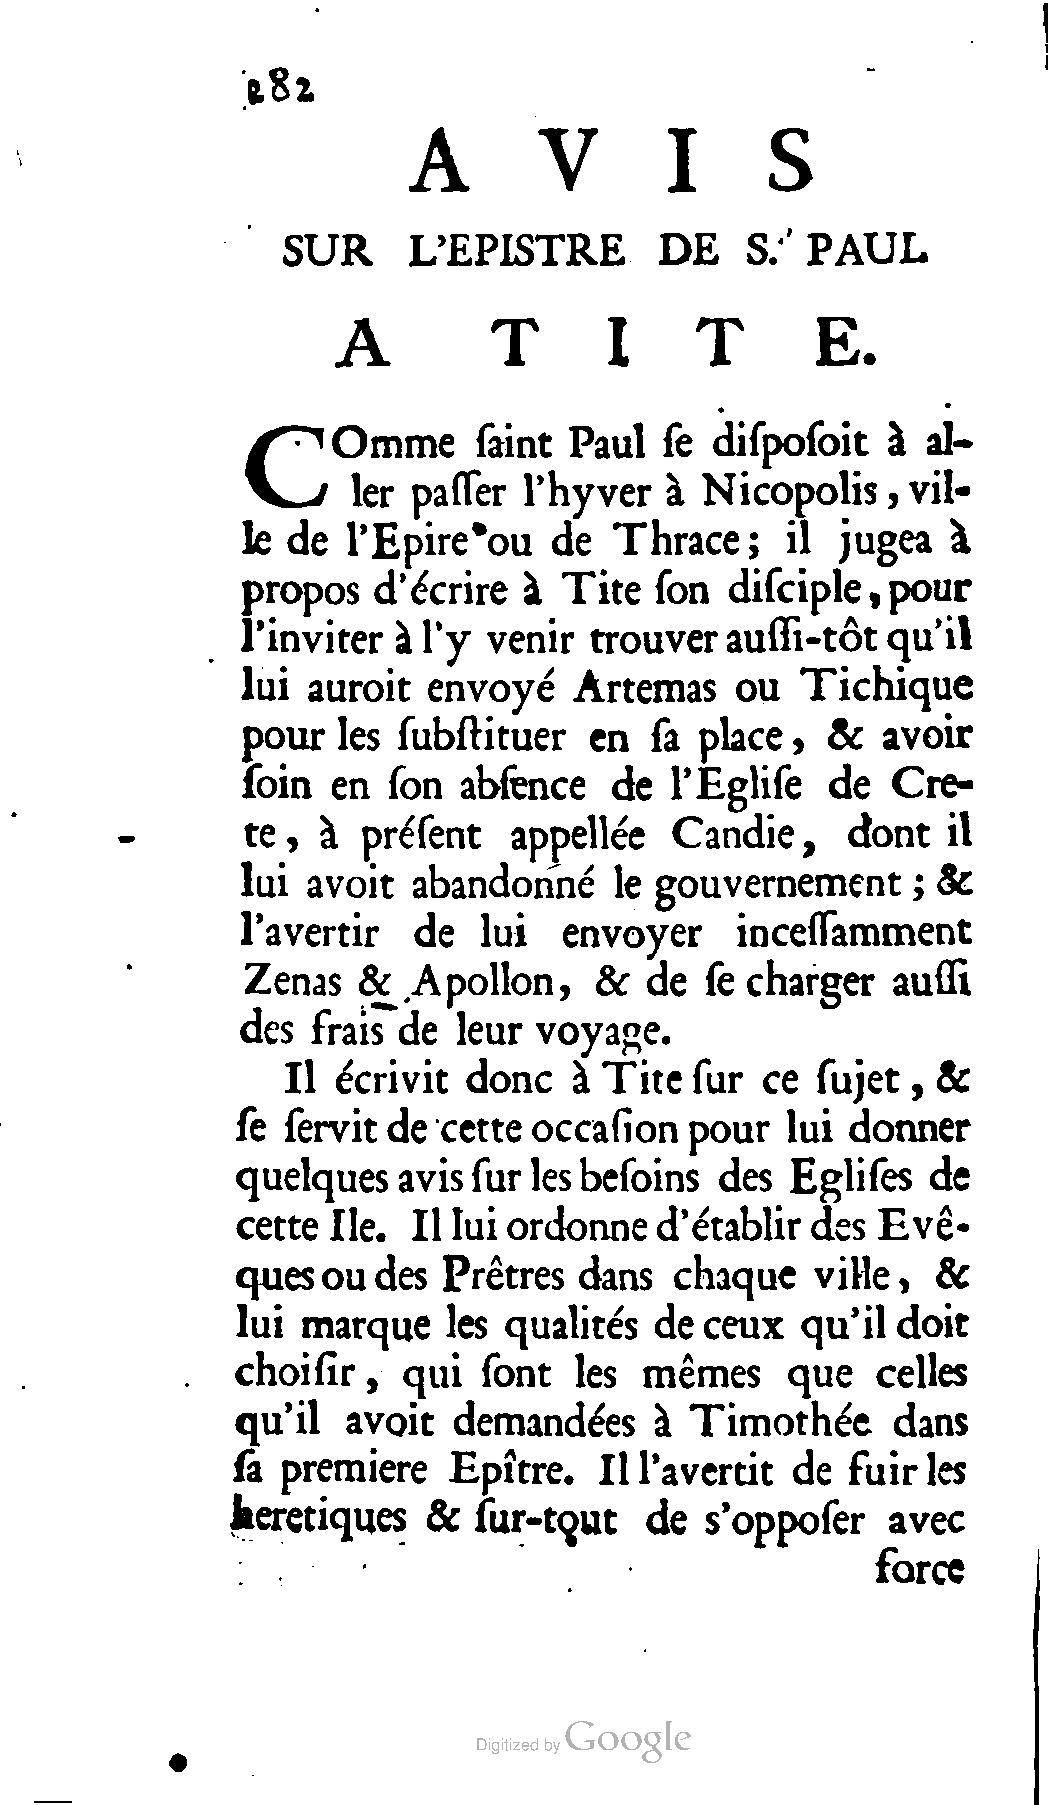 282
A V I S
SUR L'EPISTRE DE S. PAUL
A T I T E.
COmme ſaint Paul ſe diſpoſoit à al-
ler paſſer l'hyver à Nicopolis, vil-
le de l'Epire ou de Thrace; il jugea à
propos d'écrire à Tite ſon diſciple, pour
l'inviter à l'y venir trouver auſſi-tôt qu'il
lui auroit envoyé Artemas ou Tichique
pour les ſubſtituer en ſa place, & avoir
ſoin en ſon abſence de l'Egliſe de Cre-
te, à préſent appellée Candie, dont il
lui avoit abandonné le gouvernement; &
l'avertir de lui envoyer inceſſamment
Zenas & Apollon, & de ſe charger auſſi
des frais de leur voyage.
Il écrivit donc à Tite ſur ce ſujet, &
ſe ſervit de cette occaſion pour lui donner
quelques avis ſur les beſoins des Egliſes de
cette Ile. Il lui ordonne d'établir des Evê-
ques ou des Prêtres dans chaque ville, &
lui marque les qualités de ceux qu'il doit
choiſir, qui ſont les mêmes que celles
qu'il avoit demandées à Timothée dans
ſa premiere Epître. Il l'avertit de fuir les
heretiques & ſur-tout de s'oppoſer avec
force
Digitized by Google